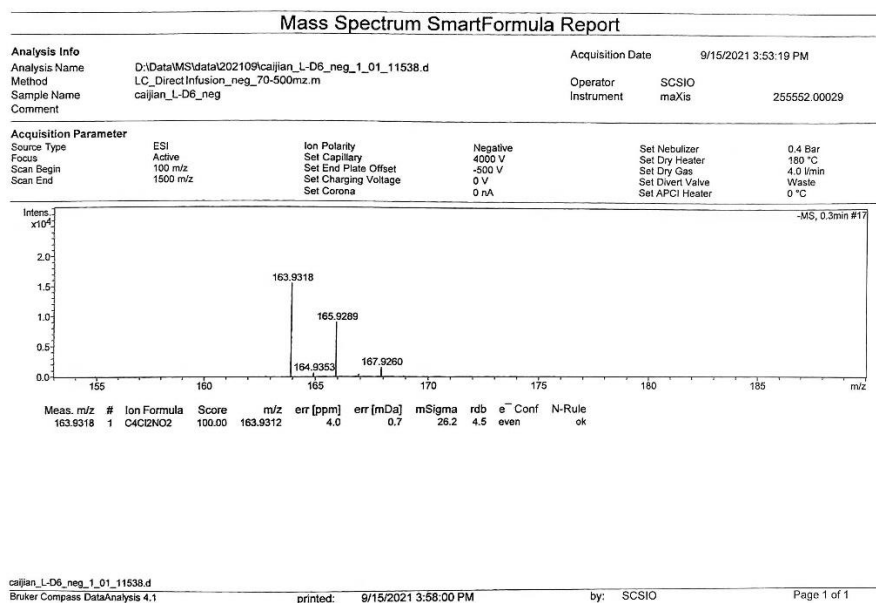 Mass Spectrum SmartFormula Report
Analysis Info
Acquisition Date 9/15/2021 3:53:19 PM
Analysis Name D:\Data\MS\data\202109\caijian_L-D6_neg_1_01_11538.d
Method LC_DirectInfusion_neg_70-500mz.m
Operator SCSIO
Sample Name caijian_L-D6_neg
Instrument maXis 255552.00029
Comment
Acquisition Parameter
Source Type ESI Ion Polarity Negative Set Nebulizer 0.4 Bar
Focus Active Set Capillary 4000 V Set Dry Heater 180 °C
Scan Begin 100 m/z Set End Plate Offset -500 V Set Dry Gas 4.0 l/min
Scan End 1500 m/z Set Charging Voltage 0 V Set Divert Valve Waste
Set Corona 0 nA Set APCI Heater 0 °C
Intens.
x10⁴
-MS, 0.3min #17
2.0
163.9318
1.5
165.9289
1.0
0.5
164.9353 167.9260
0.0
155 160 165 170 175 180 185 m/z
Meas. m/z # Ion Formula Score m/z err [ppm] err [mDa] mSigma rdb e⁻ Conf N-Rule
163.9318 1 C4Cl2NO2 100.00 163.9312 4.0 0.7 26.2 4.5 even ok
caijian_L-D6_neg_1_01_11538.d
Bruker Compass DataAnalysis 4.1 printed: 9/15/2021 3:58:00 PM by: SCSIO Page 1 of 1